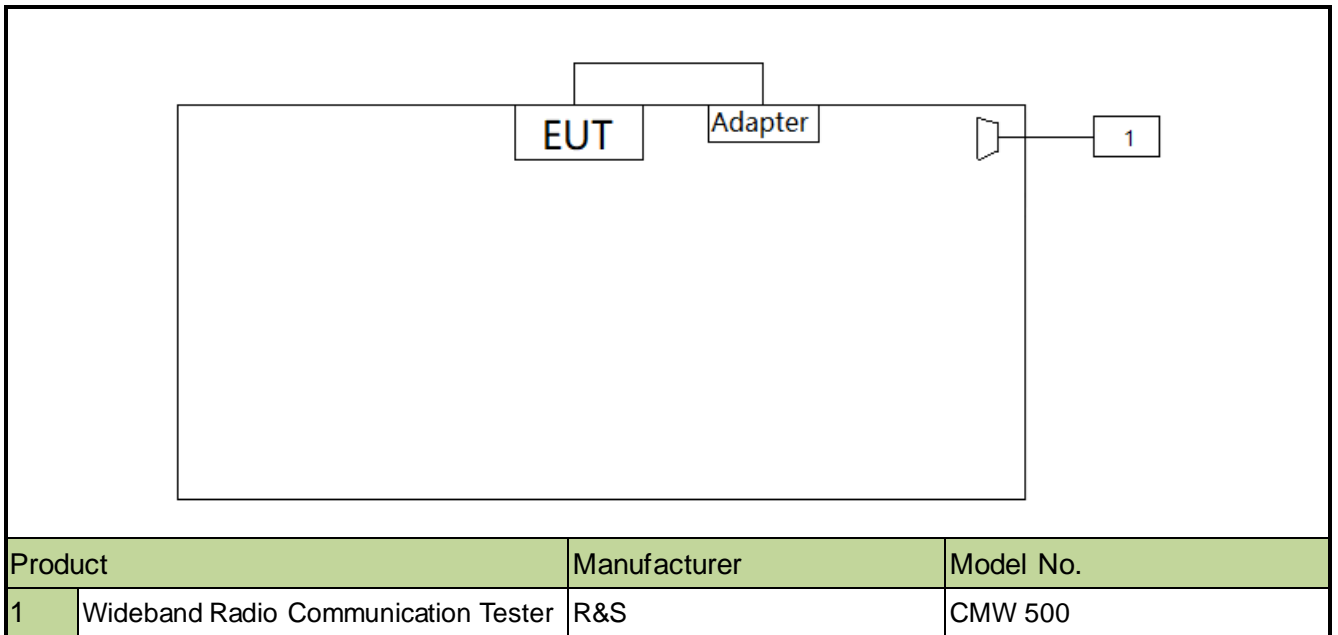 EUT
Adapter
1
Product Manufacturer Model No.
1 Wideband Radio Communication Tester R&S CMW 500